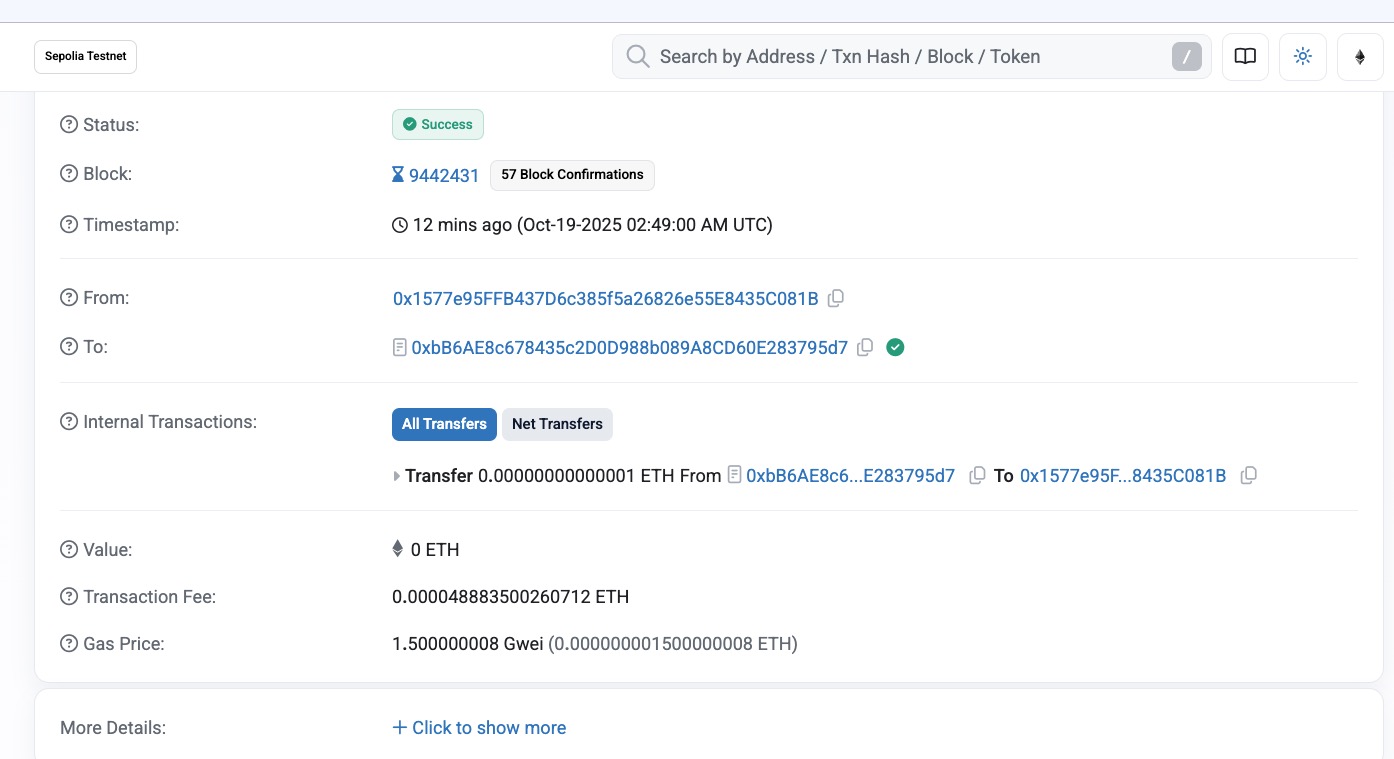 Sepolia Testnet
Search by Address / Txn Hash / Block / Token /
Status: Success
Block: 9442431 57 Block Confirmations
Timestamp: 12 mins ago (Oct-19-2025 02:49:00 AM UTC)
From: 0x1577e95FFB437D6c385f5a26826e55E8435C081B
To: 0xbB6AE8c678435c2D0D988b089A8CD60E283795d7
Internal Transactions: All Transfers Net Transfers
Transfer 0.00000000000001 ETH From 0xbB6AE8c6...E283795d7 To 0x1577e95F...8435C081B
Value: 0 ETH
Transaction Fee: 0.000048883500260712 ETH
Gas Price: 1.500000008 Gwei (0.000000001500000008 ETH)
More Details: + Click to show more